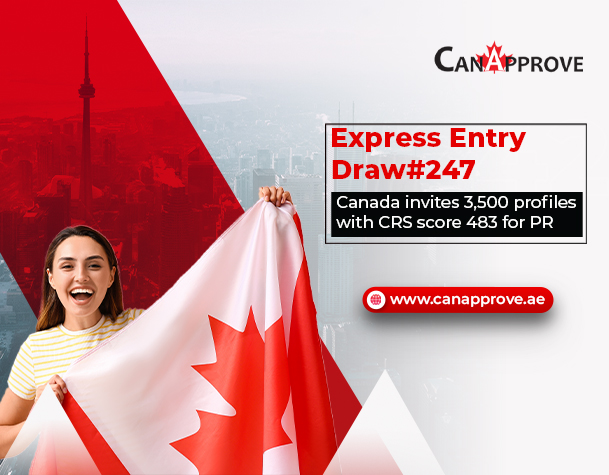 CANAPPROVE
Express Entry
Draw#247
Canada invites 3,500 profiles
with CRS score 483 for PR
www.canapprove.ae